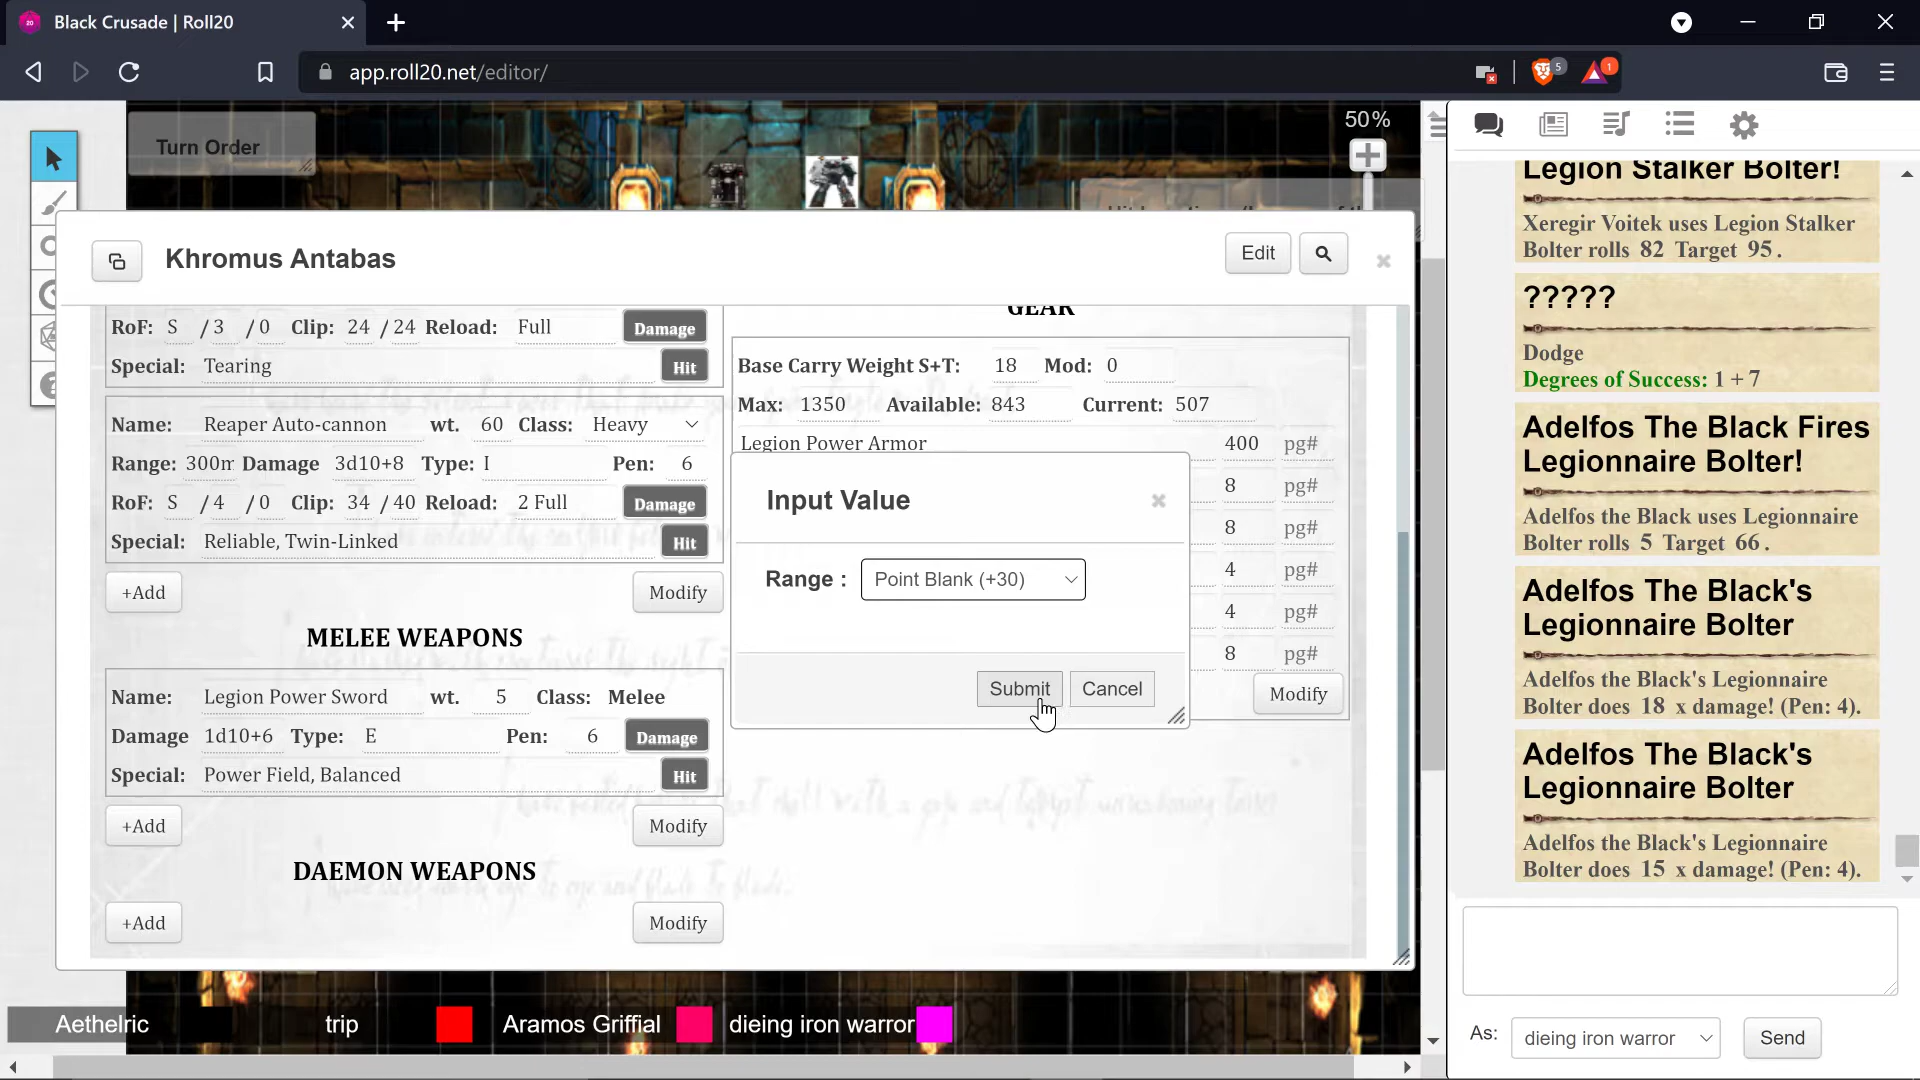 Black Crusade | Roll20
app.roll20.net/editor/
5
1
Turn Order
50%
Khromus Antabas
Edit
GEAR
RoF: S / 3 / 0 Clip: 24 / 24 Reload: Full Damage
Special: Tearing Hit
Name: Reaper Auto-cannon wt. 60 Class: Heavy
Range: 300m Damage 3d10+8 Type: I Pen: 6
RoF: S / 4 / 0 Clip: 34 / 40 Reload: 2 Full Damage
Special: Reliable, Twin-Linked Hit
+Add Modify
MELEE WEAPONS
Name: Legion Power Sword wt. 5 Class: Melee
Damage 1d10+6 Type: E Pen: 6 Damage
Special: Power Field, Balanced Hit
+Add Modify
DAEMON WEAPONS
+Add Modify
Base Carry Weight S+T: 18 Mod: 0
Max: 1350 Available: 843 Current: 507
Legion Power Armor 400 pg#
8 pg#
8 pg#
4 pg#
4 pg#
8 pg#
Modify
Input Value
Range : Point Blank (+30)
Submit Cancel
Aethelric trip Aramos Griffial dieing iron warror
Legion Stalker Bolter!
Xeregir Voitek uses Legion Stalker
Bolter rolls 82 Target 95.
?????
Dodge
Degrees of Success: 1 + 7
Adelfos The Black Fires
Legionnaire Bolter!
Adelfos the Black uses Legionnaire
Bolter rolls 5 Target 66.
Adelfos The Black's
Legionnaire Bolter
Adelfos the Black's Legionnaire
Bolter does 18 x damage! (Pen: 4).
Adelfos The Black's
Legionnaire Bolter
Adelfos the Black's Legionnaire
Bolter does 15 x damage! (Pen: 4).
As: dieing iron warror Send